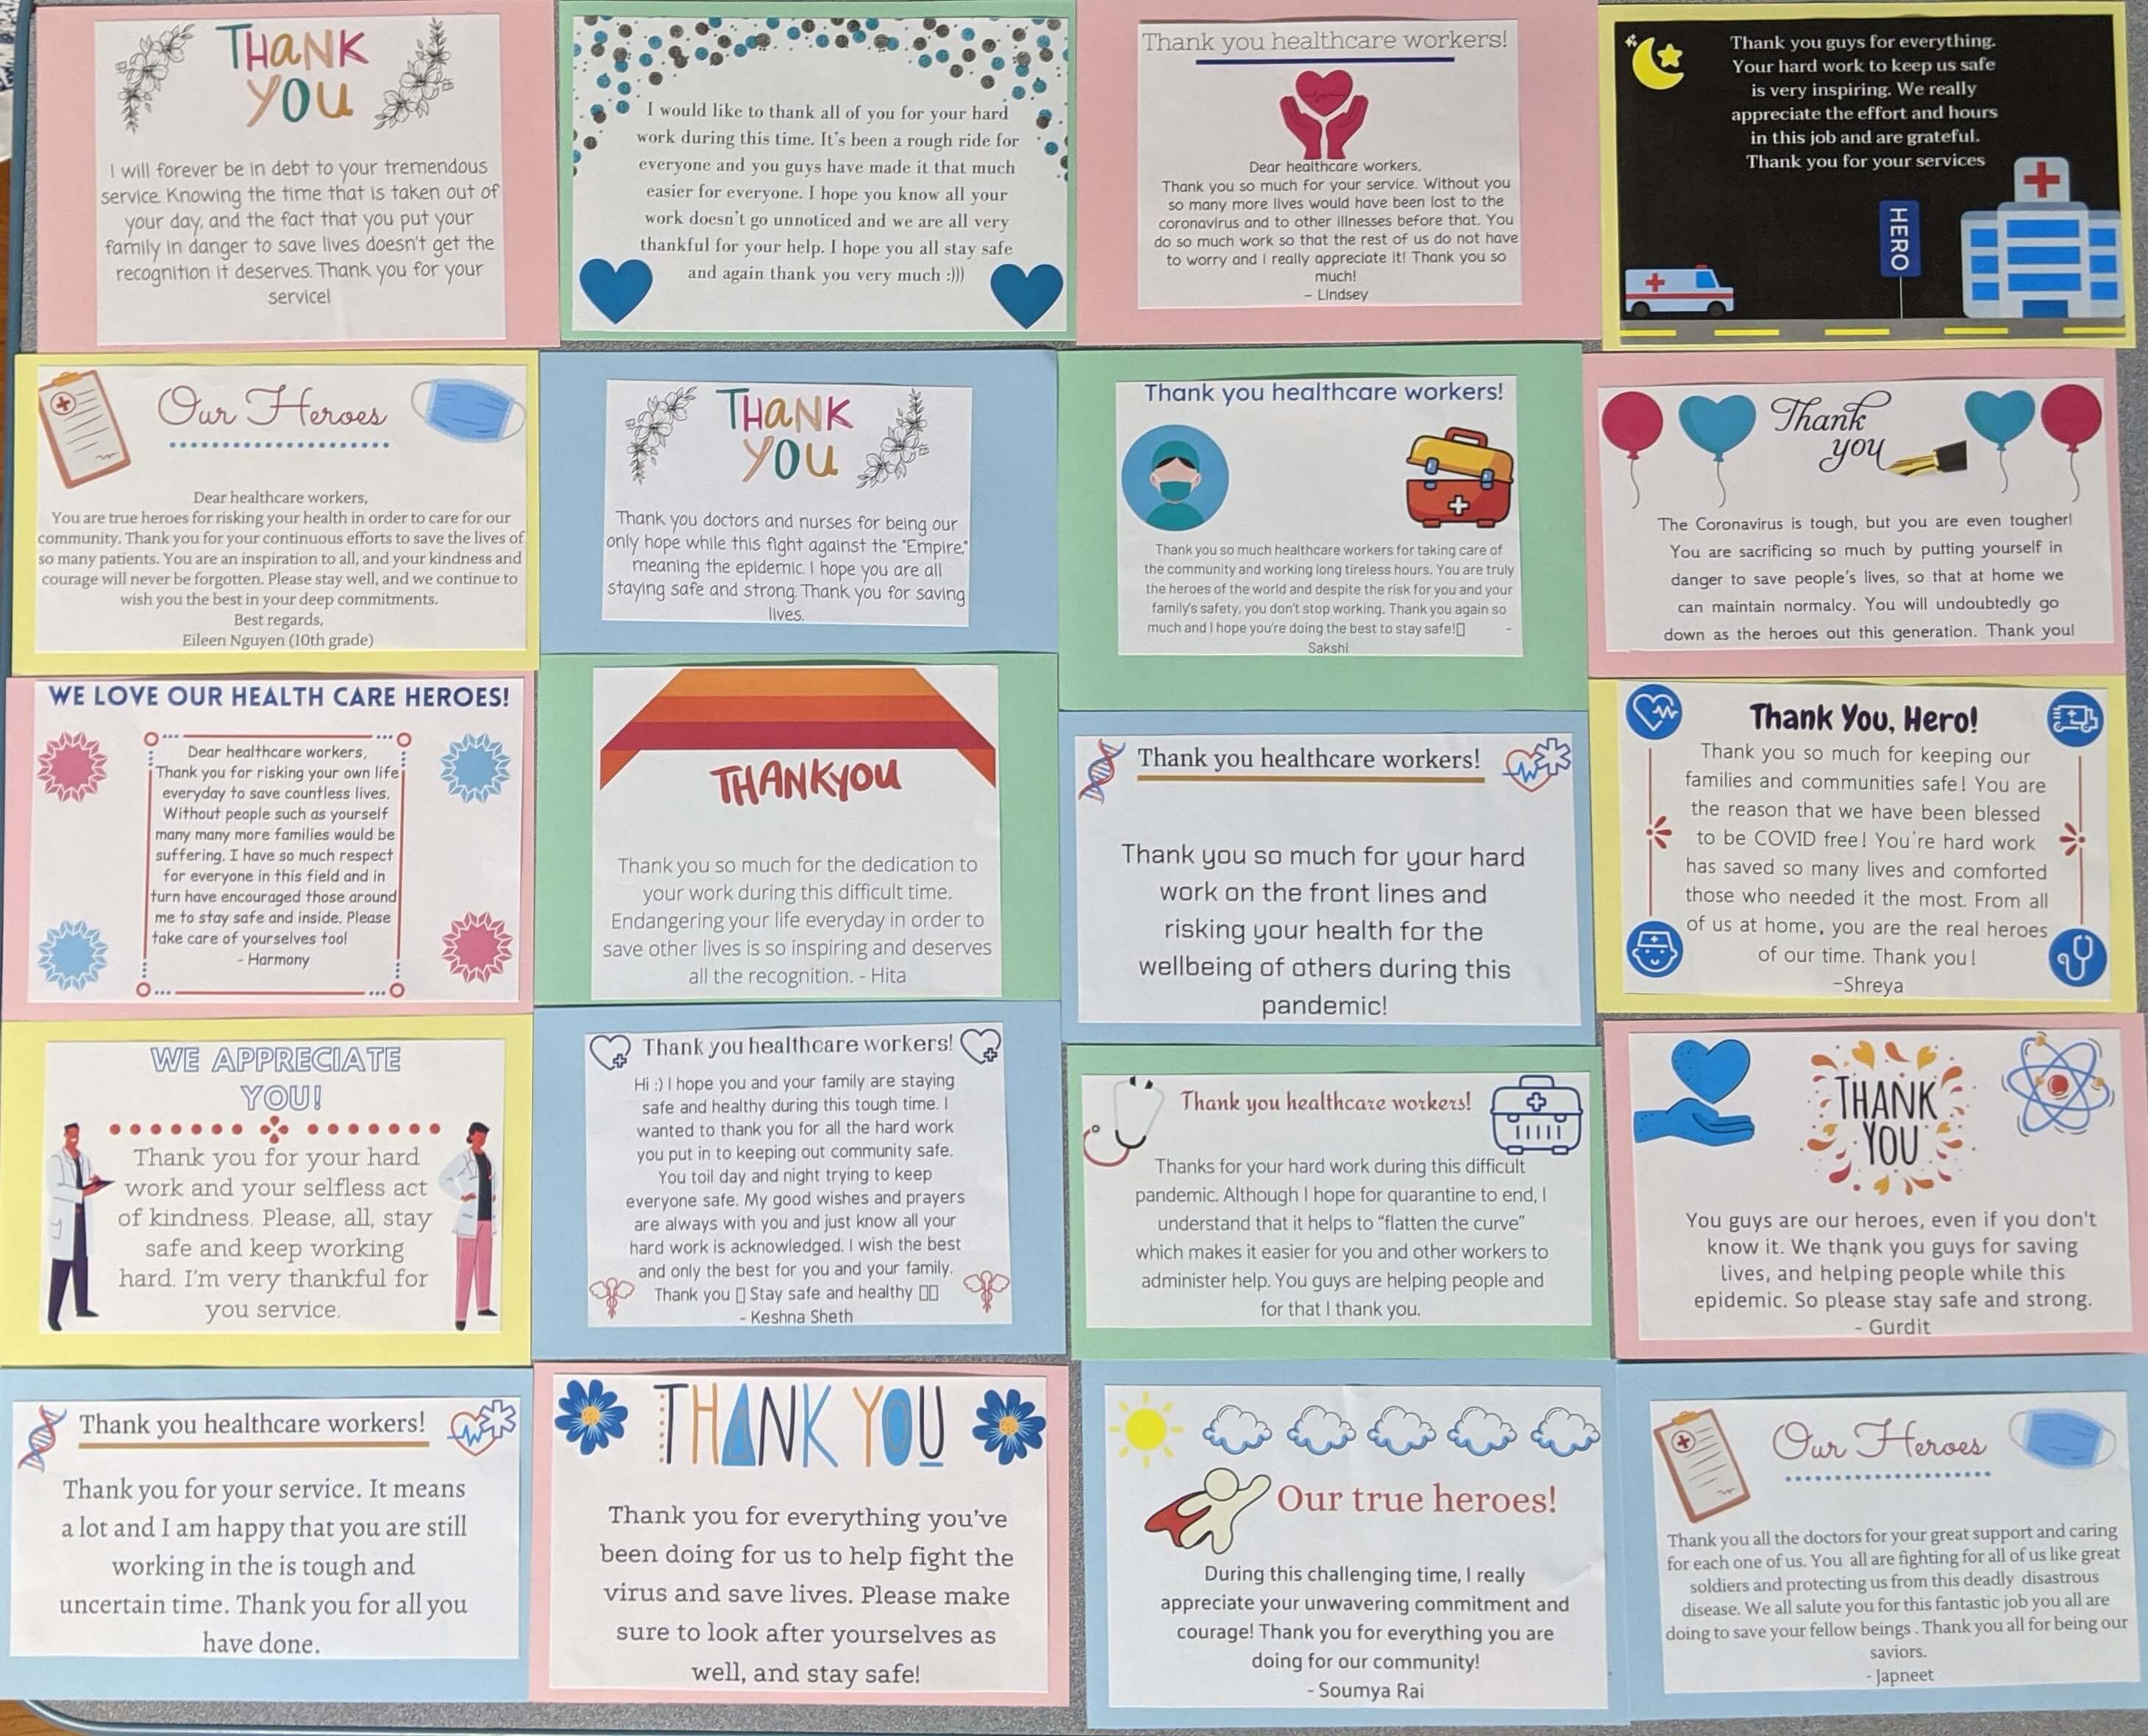 THaNK
YOU
I will forever be in debt to your tremendous
service. Knowing the time that is taken out of
your day, and the fact that you put your
family in danger to save lives doesn't get the
recognition it deserves. Thank you for your
service!
I would like to thank all of you for your hard
work during this time. It's been a rough ride for
everyone and you guys have made it that much
easier for everyone. I hope you know all your
work doesn't go unnoticed and we are all very
thankful for your help. I hope you all stay safe
and again thank you very much :)))
Thank you healthcare workers!
Dear healthcare workers,
Thank you so much for your service. Without you
so many more lives would have been lost to the
coronavirus and to other illnesses before that. You
do so much work so that the rest of us do not have
to worry and I really appreciate it! Thank you so
much!
- Lindsey
Thank you guys for everything.
Your hard work to keep us safe
is very inspiring. We really
appreciate the effort and hours
in this job and are grateful.
Thank you for your services
HERO
Our Heroes
Dear healthcare workers,
You are true heroes for risking your health in order to care for our
community. Thank you for your continuous efforts to save the lives of
so many patients. You are an inspiration to all, and your kindness and
courage will never be forgotten. Please stay well, and we continue to
wish you the best in your deep commitments.
Best regards,
Eileen Nguyen (10th grade)
THaNK
YOU
Thank you doctors and nurses for being our
only hope while this fight against the "Empire,"
meaning the epidemic. I hope you are all
staying safe and strong. Thank you for saving
lives.
Thank you healthcare workers!
Thank you so much healthcare workers for taking care of
the community and working long tireless hours. You are truly
the heroes of the world and despite the risk for you and your
family's safety, you don't stop working. Thank you again so
much and I hope you're doing the best to stay safe!▯ -
Sakshi
Thank
you
The Coronavirus is tough, but you are even tougher!
You are sacrificing so much by putting yourself in
danger to save people's lives, so that at home we
can maintain normalcy. You will undoubtedly go
down as the heroes out this generation. Thank you!
WE LOVE OUR HEALTH CARE HEROES!
Dear healthcare workers,
Thank you for risking your own life
everyday to save countless lives.
Without people such as yourself
many many more families would be
suffering. I have so much respect
for everyone in this field and in
turn have encouraged those around
me to stay safe and inside. Please
take care of yourselves too!
- Harmony
THANKYOU
Thank you so much for the dedication to
your work during this difficult time.
Endangering your life everyday in order to
save other lives is so inspiring and deserves
all the recognition. - Hita
Thank you healthcare workers!
Thank you so much for your hard
work on the front lines and
risking your health for the
wellbeing of others during this
pandemic!
Thank You, Hero!
Thank you so much for keeping our
families and communities safe! You are
the reason that we have been blessed
to be COVID free! You're hard work
has saved so many lives and comforted
those who needed it the most. From all
of us at home, you are the real heroes
of our time. Thank you!
-Shreya
WE APPRECIATE
YOU!
Thank you for your hard
work and your selfless act
of kindness. Please, all, stay
safe and keep working
hard. I'm very thankful for
you service.
Thank you healthcare workers!
Hi :) I hope you and your family are staying
safe and healthy during this tough time. I
wanted to thank you for all the hard work
you put in to keeping out community safe.
You toil day and night trying to keep
everyone safe. My good wishes and prayers
are always with you and just know all your
hard work is acknowledged. I wish the best
and only the best for you and your family.
Thank you ▯ Stay safe and healthy ▯▯
- Keshna Sheth
Thank you healthcare workers!
Thanks for your hard work during this difficult
pandemic. Although I hope for quarantine to end, I
understand that it helps to "flatten the curve"
which makes it easier for you and other workers to
administer help. You guys are helping people and
for that I thank you.
THANK
YOU
You guys are our heroes, even if you don't
know it. We thank you guys for saving
lives, and helping people while this
epidemic. So please stay safe and strong.
- Gurdit
Thank you healthcare workers!
Thank you for your service. It means
a lot and I am happy that you are still
working in the is tough and
uncertain time. Thank you for all you
have done.
THANK YOU
Thank you for everything you've
been doing for us to help fight the
virus and save lives. Please make
sure to look after yourselves as
well, and stay safe!
Our true heroes!
During this challenging time, I really
appreciate your unwavering commitment and
courage! Thank you for everything you are
doing for our community!
- Soumya Rai
Our Heroes
Thank you all the doctors for your great support and caring
for each one of us. You all are fighting for all of us like great
soldiers and protecting us from this deadly disastrous
disease. We all salute you for this fantastic job you all are
doing to save your fellow beings . Thank you all for being our
saviors.
- Japneet